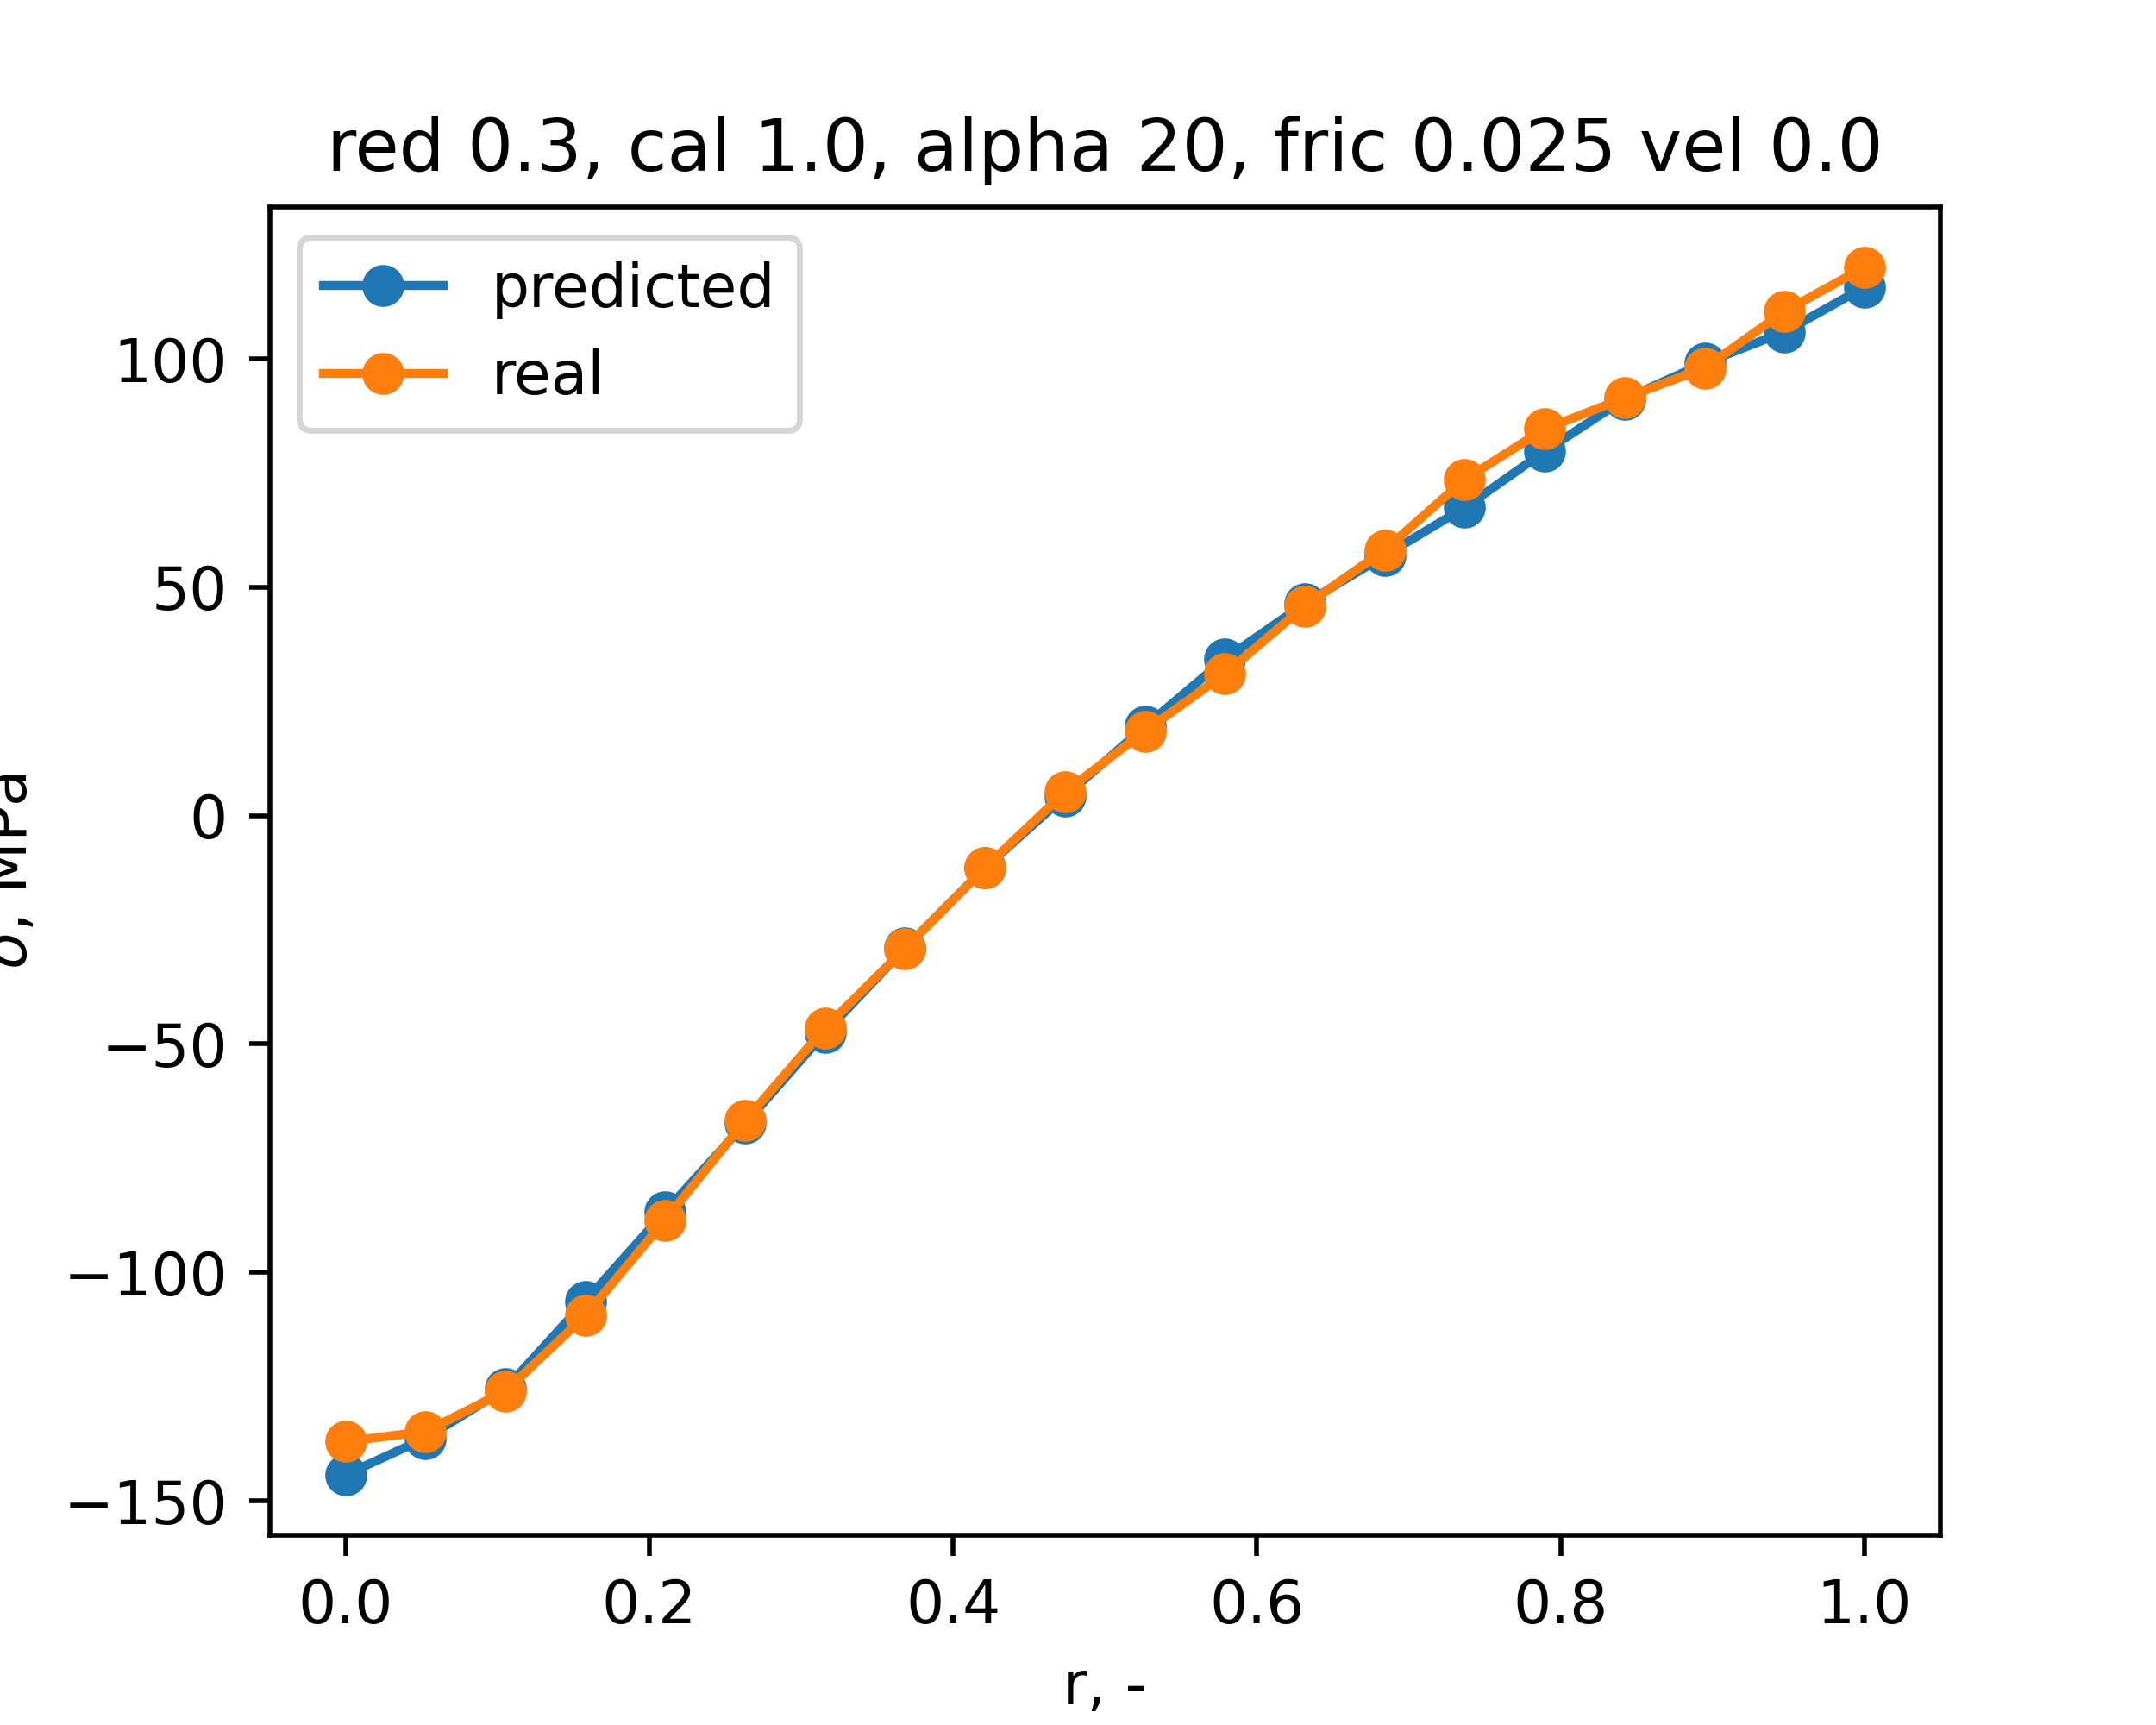 red 0.3, cal 1.0, alpha 20, fric 0.025 vel 0.0
predicted
real
100
50
0
−50
−100
−150
σ, MPa
0.0 0.2 0.4 0.6 0.8 1.0
r, -